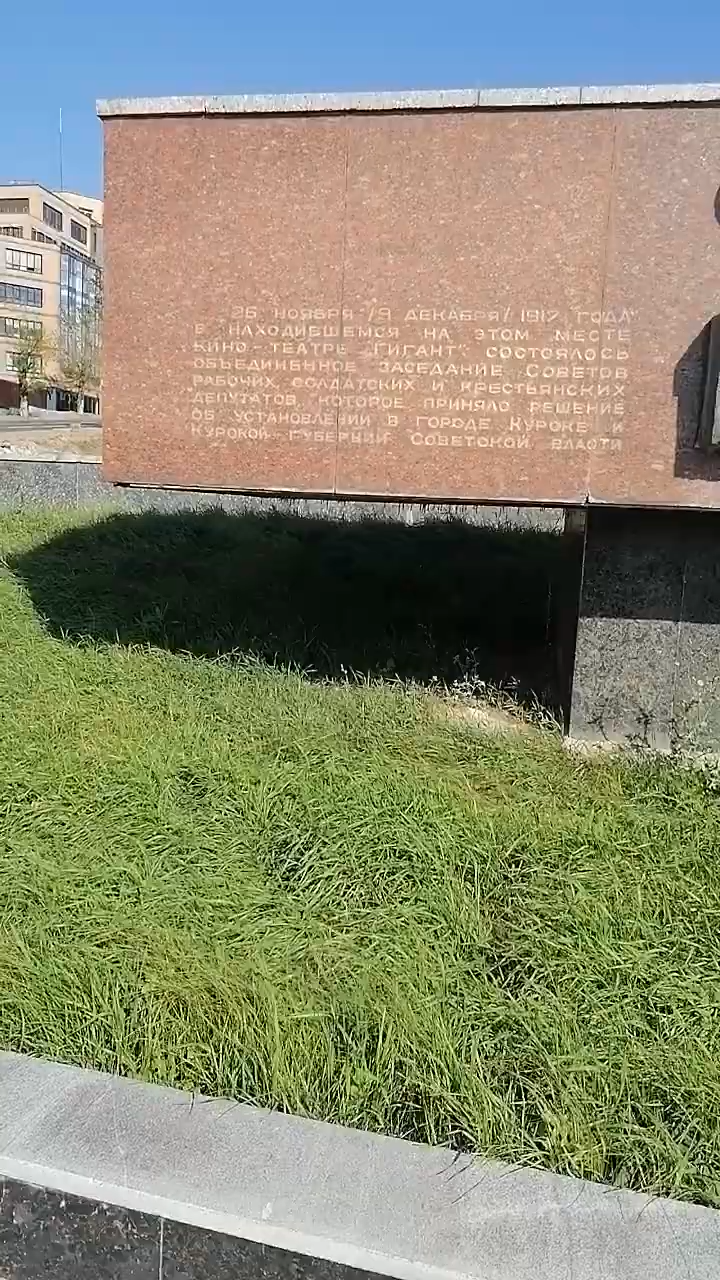 26 НОЯБРЯ /9 ДЕКАБРЯ/ 1917 ГОДА
В НАХОДИВШЕМСЯ НА ЭТОМ МЕСТЕ
КИНО-ТЕАТРЕ "ГИГАНТ" СОСТОЯЛОСЬ
ОБЪЕДИНЕННОЕ ЗАСЕДАНИЕ СОВЕТОВ
РАБОЧИХ, СОЛДАТСКИХ И КРЕСТЬЯНСКИХ
ДЕПУТАТОВ, КОТОРОЕ ПРИНЯЛО РЕШЕНИЕ
ОБ УСТАНОВЛЕНИИ В ГОРОДЕ КУРСКЕ И
КУРСКОЙ ГУБЕРНИИ СОВЕТСКОЙ ВЛАСТИ